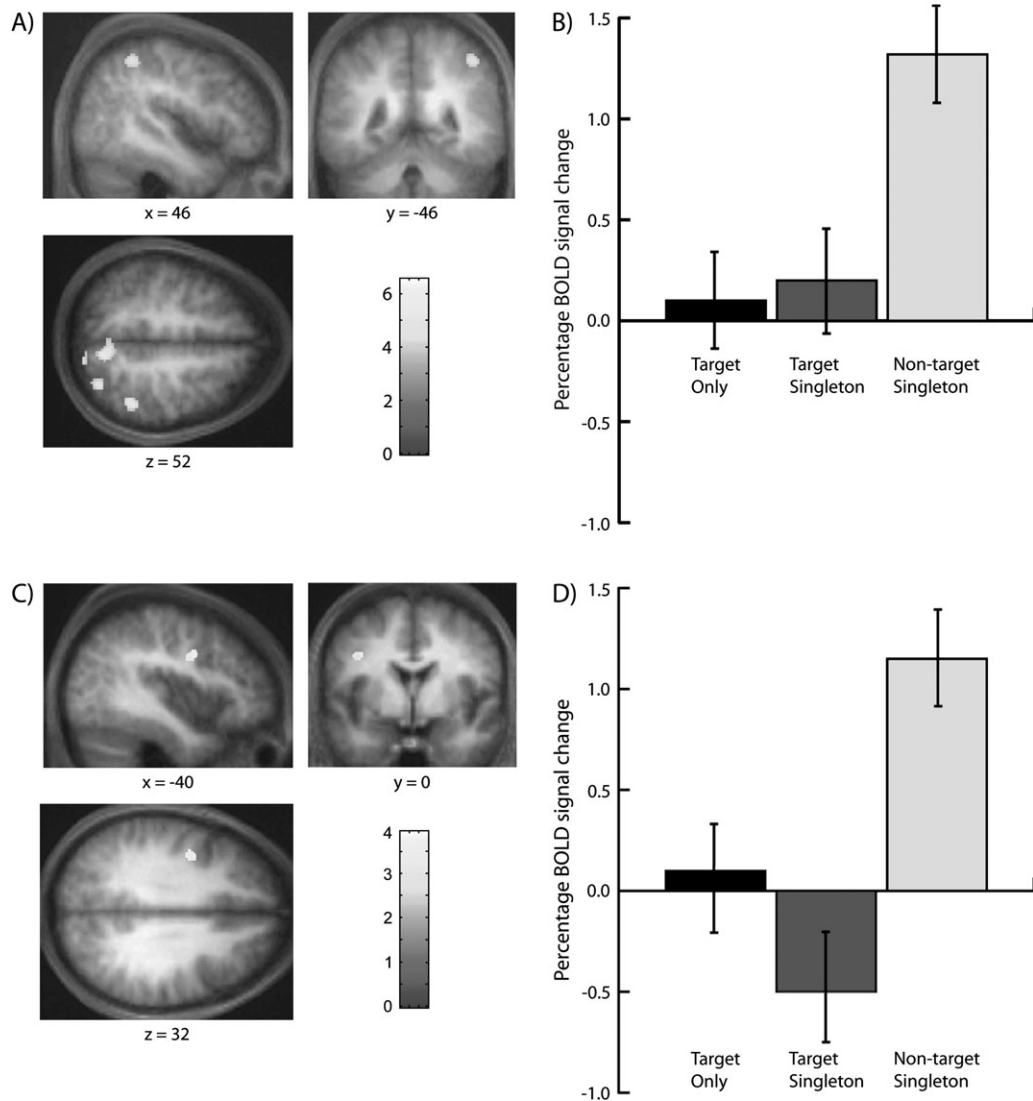 A)
x = 46
y = -46
z = 52
6
4
2
0
B)
Percentage BOLD signal change
1.5
1.0
0.5
0.0
-0.5
-1.0
Target
Only
Target
Singleton
Non-target
Singleton
C)
x = -40
y = 0
z = 32
4
3
2
1
0
D)
Percentage BOLD signal change
1.5
1.0
0.5
0.0
-0.5
-1.0
Target
Only
Target
Singleton
Non-target
Singleton